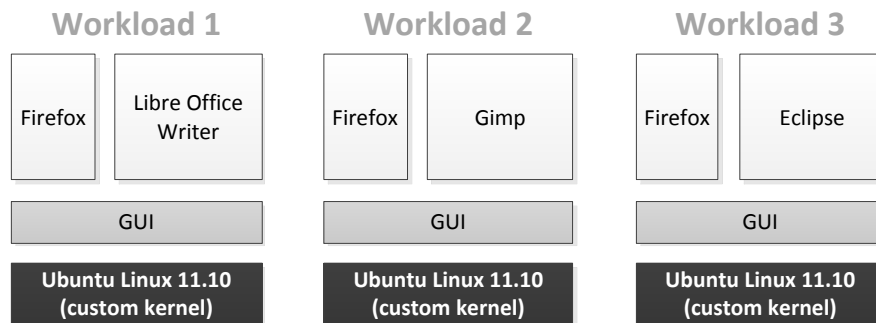 Workload 1
Firefox
Libre Office
Writer
GUI
Ubuntu Linux 11.10
(custom kernel)
Workload 2
Firefox
Gimp
GUI
Ubuntu Linux 11.10
(custom kernel)
Workload 3
Firefox
Eclipse
GUI
Ubuntu Linux 11.10
(custom kernel)